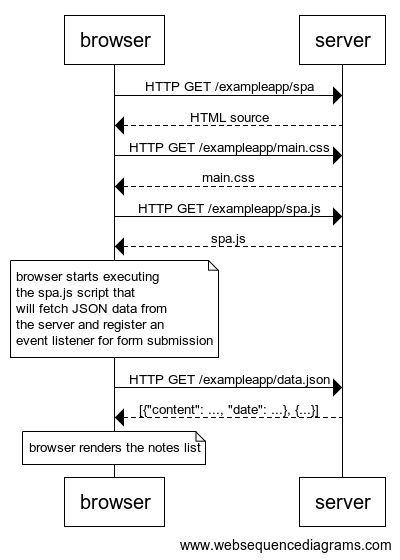 browser server
HTTP GET /exampleapp/spa
HTML source
HTTP GET /exampleapp/main.css
main.css
HTTP GET /exampleapp/spa.js
spa.js
browser starts executing
the spa.js script that
will fetch JSON data from
the server and register an
event listener for form submission
HTTP GET /exampleapp/data.json
[{"content": ..., "date": ...}, {...}]
browser renders the notes list
browser server
www.websequencediagrams.com